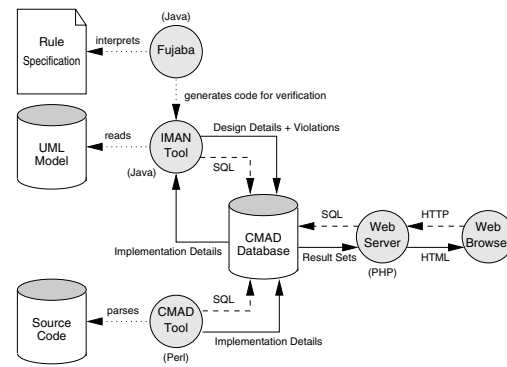 (Java)
Rule
Specification
interprets
Fujaba
generates code for verification
UML
Model
reads
IMAN
Tool
(Java)
Design Details + Violations
SQL
Implementation Details
CMAD
Database
SQL
Result Sets
Web
Server
(PHP)
HTTP
HTML
Web
Browse
Source
Code
parses
CMAD
Tool
(Perl)
SQL
Implementation Details